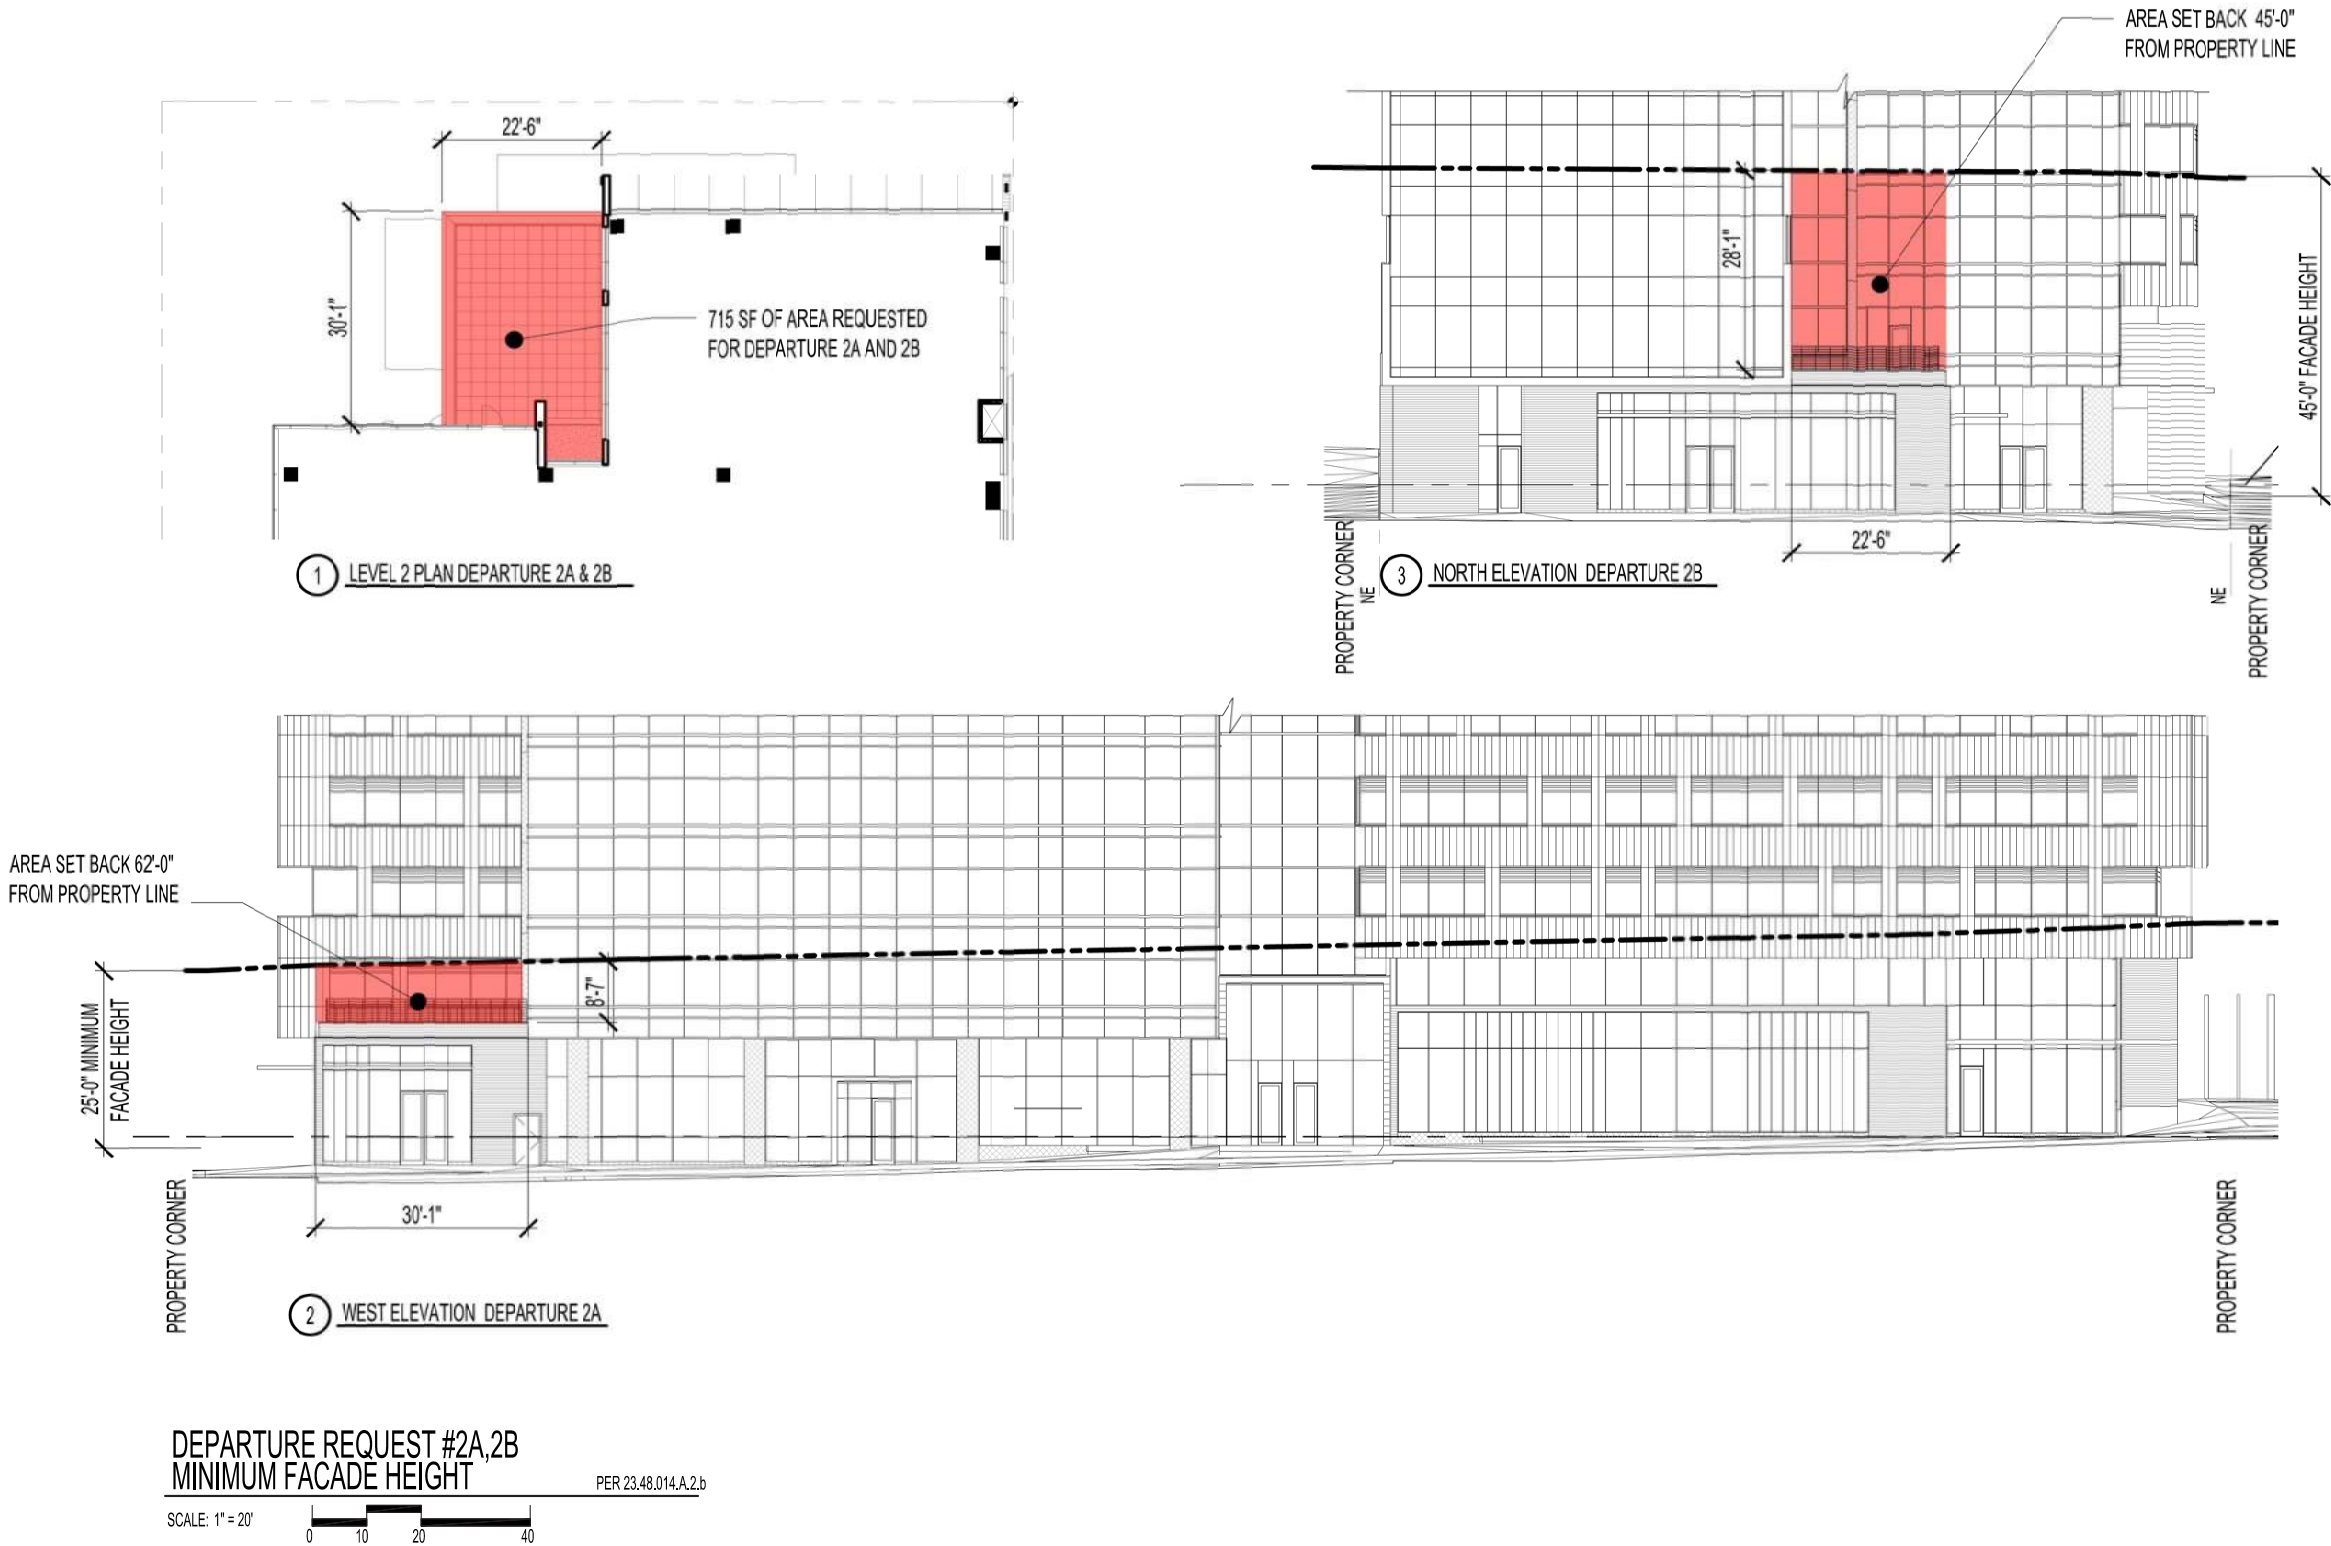 AREA SET BACK 45'-0"
FROM PROPERTY LINE
22'-6"
30'-1"
715 SF OF AREA REQUESTED
FOR DEPARTURE 2A AND 2B
1 LEVEL 2 PLAN DEPARTURE 2A & 2B
28'-1"
45'-0" FACADE HEIGHT
22'-6"
PROPERTY CORNER
NE
3 NORTH ELEVATION DEPARTURE 2B
NE
PROPERTY CORNER
AREA SET BACK 62'-0"
FROM PROPERTY LINE
8'-7"
25'-0" MINIMUM
FACADE HEIGHT
30'-1"
PROPERTY CORNER
PROPERTY CORNER
2 WEST ELEVATION DEPARTURE 2A
DEPARTURE REQUEST #2A,2B
MINIMUM FACADE HEIGHT
PER 23.48.014.A.2.b
SCALE: 1" = 20'
0 10 20 40